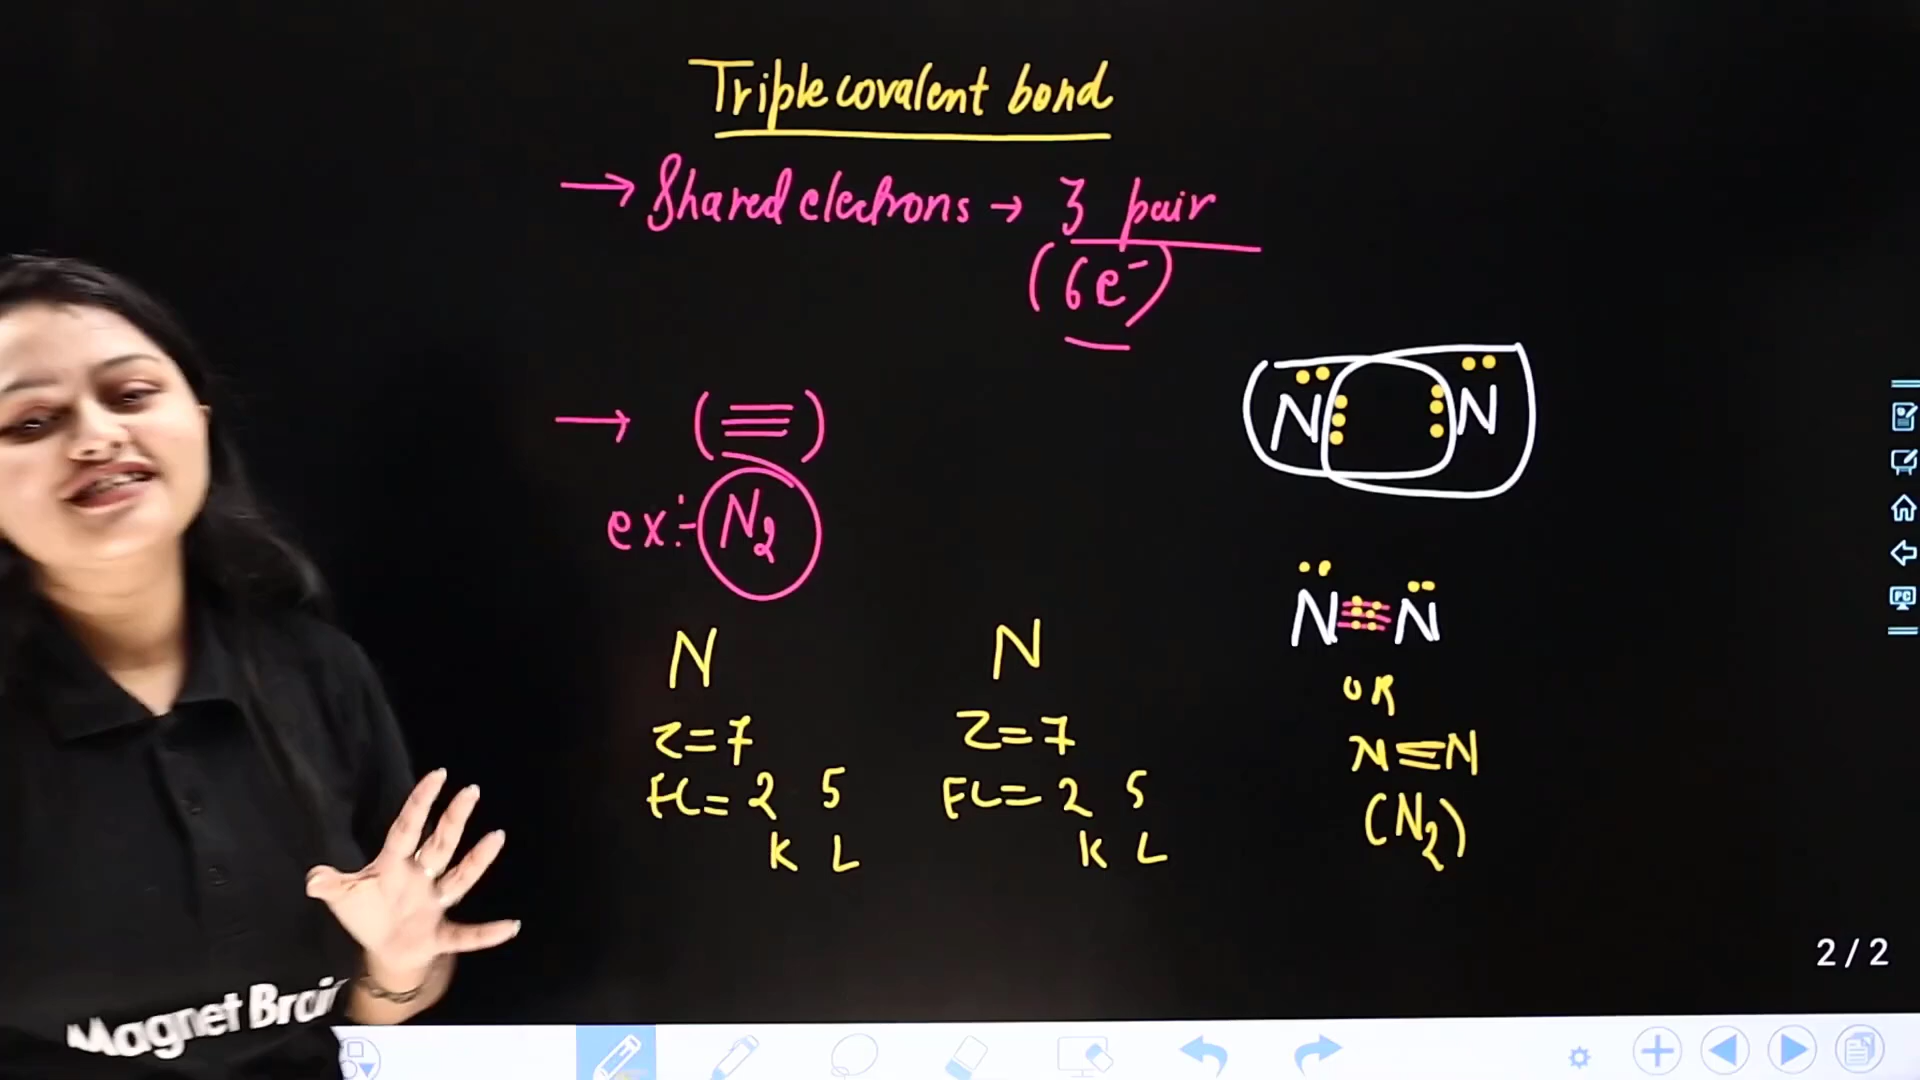 Triple covalent bond
→ Shared electrons → 3 pair
(6e⁻)
→ (≡)
ex:- N₂
N N
N N
Z=7 Z=7
EC= 2 5 EC= 2 5
K L K L
N≡N
OR
N≡N
(N₂)
2 / 2
Magnet Brai
PC